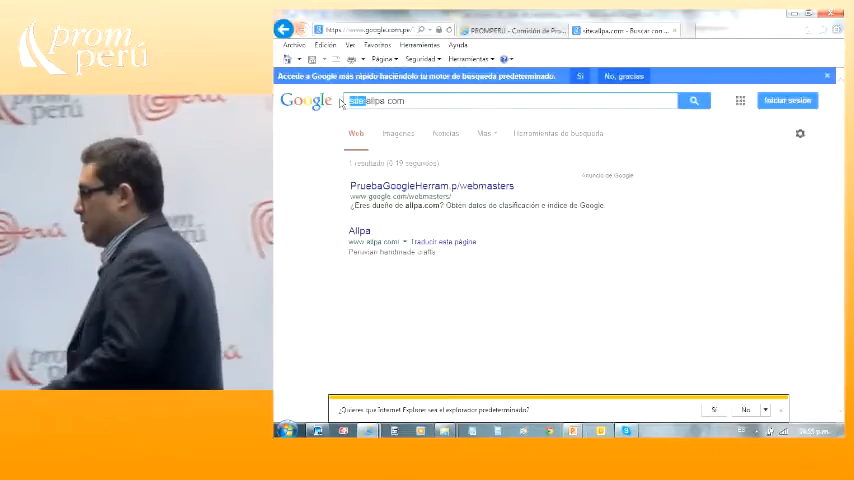 prom
perú
https://www.google.com.pe/
PROMPERÚ - Comisión de Pro...
site:allpa.com - Buscar con ...
Archivo Edición Ver Favoritos Herramientas Ayuda
Página Seguridad Herramientas
Accede a Google más rápido haciéndolo tu motor de búsqueda predeterminado.
Sí
No, gracias
Google
site:allpa.com
Iniciar sesión
Web Imágenes Noticias Más Herramientas de búsqueda
1 resultado (0.19 segundos)
Anuncio de Google
PruebaGoogleHerram.p/webmasters
www.google.com/webmasters/
¿Eres dueño de allpa.com? Obtén datos de clasificación e índice de Google.
Allpa
www.allpa.com/ Traducir esta página
Peruvian handmade crafts
¿Quieres que Internet Explorer sea el explorador predeterminado?
Sí
No
ES
04:55 p.m.